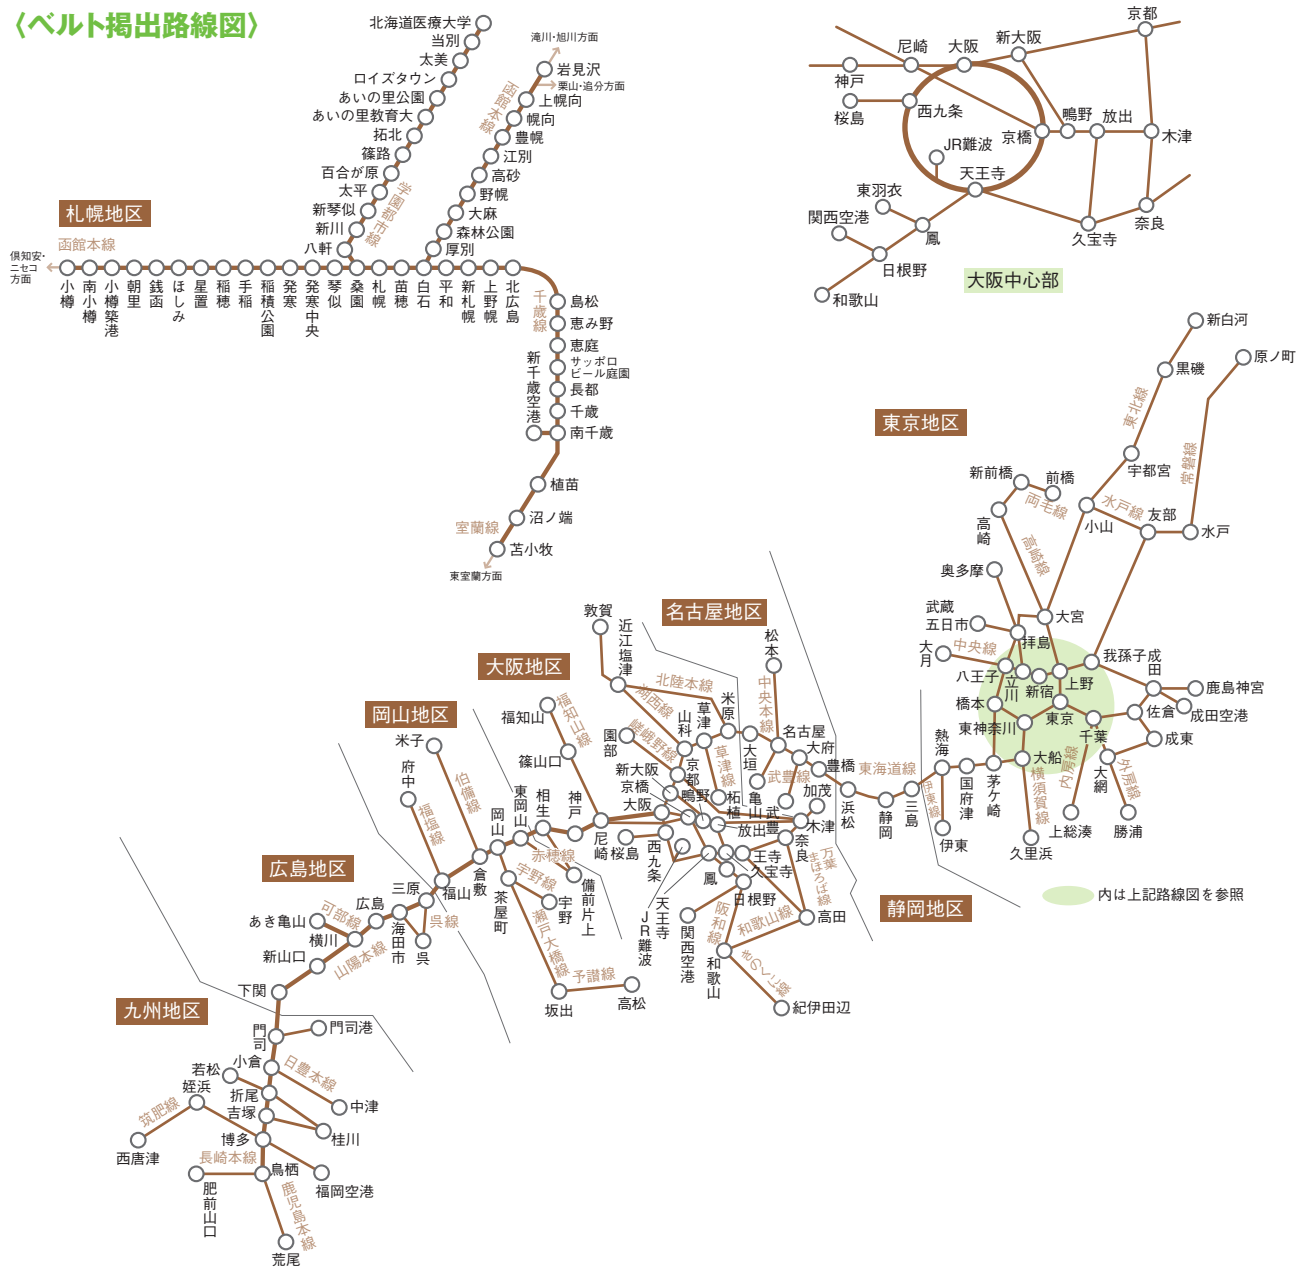 〈ベルト掲出路線図〉
北海道医療大学
当別
太美
ロイズタウン
あいの里公園
あいの里教育大
拓北
篠路
百合が原
太平
新琴似
新川
八軒
学園都市線
滝川・旭川方面
岩見沢
栗山・追分方面
函館本線
上幌向
幌向
豊幌
江別
高砂
野幌
大麻
森林公園
厚別
札幌地区
函館本線
倶知安・
ニセコ
方面
小樽
南小樽
小樽築港
朝里
銭函
ほしみ
星置
稲穂
手稲
稲積公園
発寒
発寒中央
琴似
桑園
札幌
苗穂
白石
平和
新札幌
上野幌
北広島
千歳線
島松
恵み野
恵庭
サッポロ
ビール庭園
長都
千歳
南千歳
新千歳空港
植苗
沼ノ端
苫小牧
室蘭線
東室蘭方面
京都
新大阪
大阪
尼崎
神戸
桜島
西九条
鴫野
放出
京橋
木津
JR難波
天王寺
東羽衣
関西空港
鳳
日根野
和歌山
久宝寺
奈良
大阪中心部
東京地区
新白河
原ノ町
黒磯
東北線
常磐線
宇都宮
新前橋
前橋
両毛線
高崎
高崎線
小山
水戸線
友部
水戸
奥多摩
武蔵
五日市
大宮
拝島
大月
中央線
八王子
立川
新宿
上野
我孫子
成田
鹿島神宮
成田空港
橋本
東神奈川
東京
千葉
佐倉
成東
大網
外房線
内房線
勝浦
上総湊
大船
横須賀線
久里浜
茅ケ崎
国府津
熱海
伊東線
伊東
三島
静岡
浜松
東海道線
静岡地区
内は上記路線図を参照
名古屋地区
松本
中央本線
名古屋
大府
豊橋
武豊線
武豊
大垣
米原
北陸本線
敦賀
近江塩津
湖西線
山科
草津
草津線
柘植
亀山
加茂
木津
奈良
万葉
まほろば線
大阪地区
福知山
福知山線
篠山口
園部
嵯峨野線
京都
新大阪
京橋
大阪
鴫野
放出
尼崎
桜島
西九条
JR難波
天王寺
鳳
王寺
久宝寺
日根野
関西空港
阪和線
和歌山線
高田
和歌山
きのくに線
紀伊田辺
神戸
相生
東岡山
岡山
赤穂線
備前片上
岡山地区
米子
伯備線
府中
福塩線
倉敷
茶屋町
宇野線
宇野
瀬戸大橋線
予讃線
坂出
高松
福山
広島地区
三原
呉線
呉
海田市
広島
可部線
あき亀山
横川
山陽本線
新山口
下関
九州地区
門司
門司港
小倉
日豊本線
中津
若松
折尾
姪浜
筑肥線
西唐津
吉塚
桂川
博多
福岡空港
長崎本線
鳥栖
肥前山口
鹿児島本線
荒尾